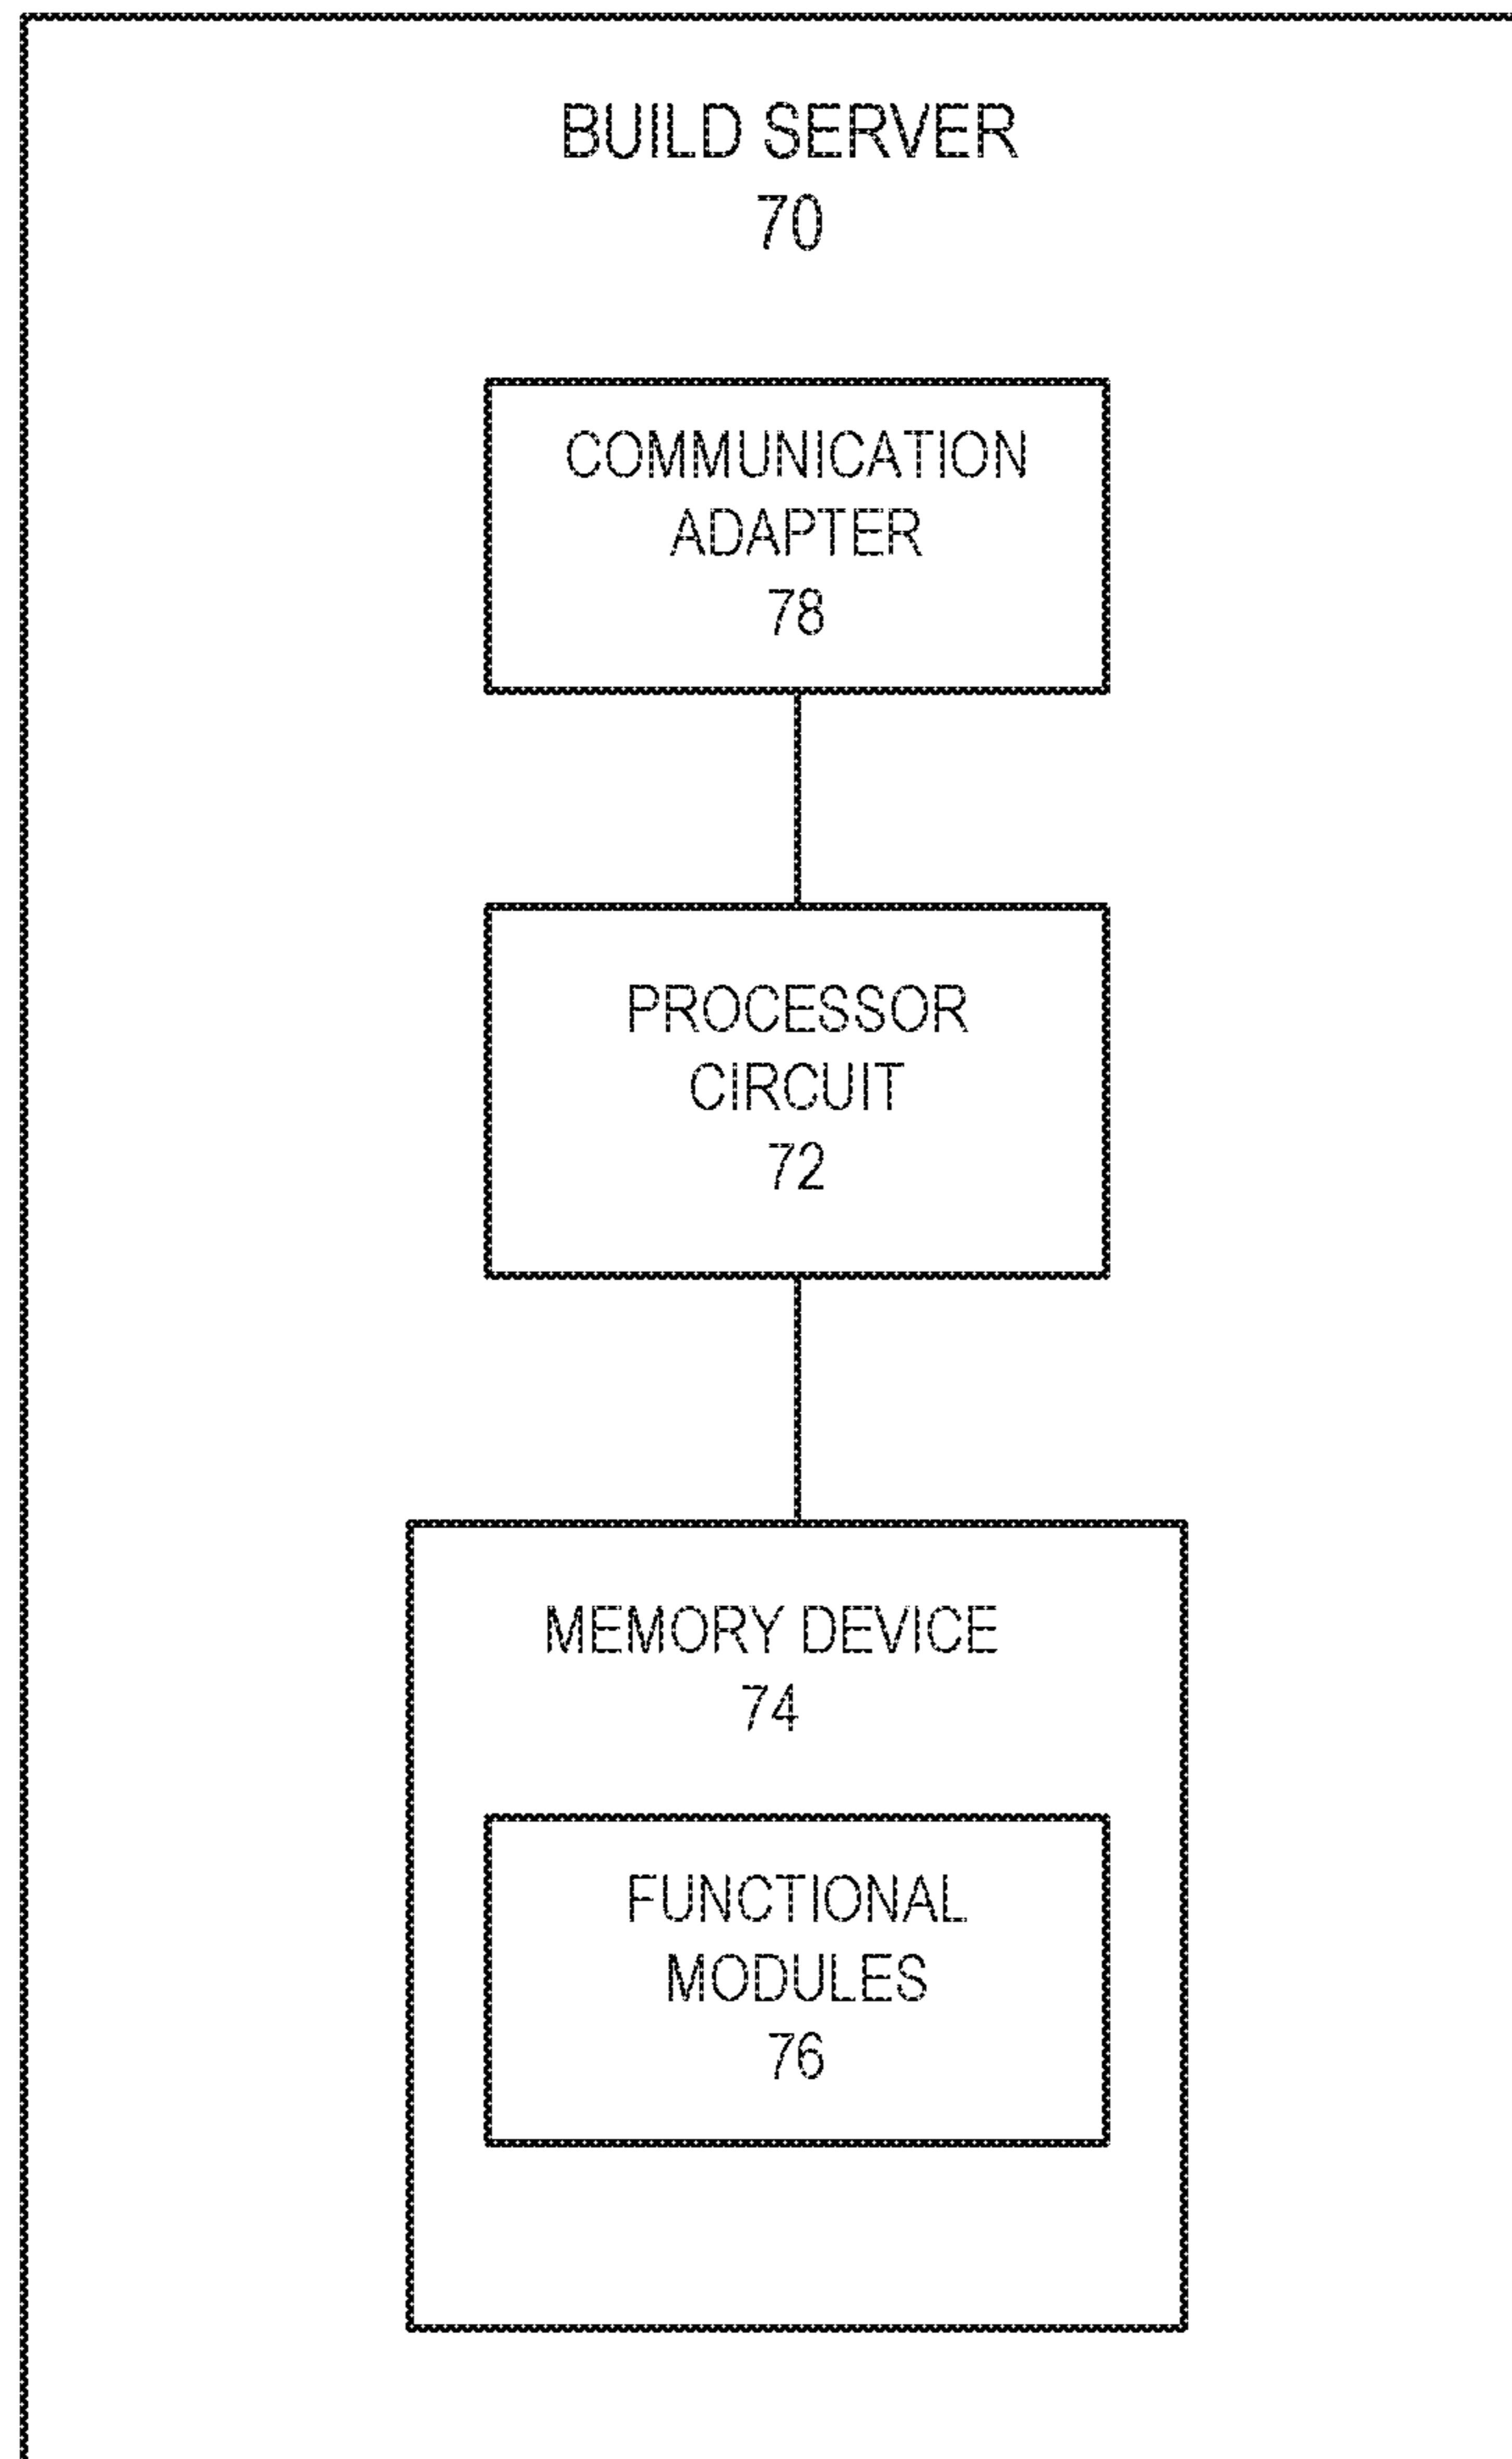 BUILD SERVER
70
COMMUNICATION
ADAPTER
78
PROCESSOR
CIRCUIT
72
MEMORY DEVICE
74
FUNCTIONAL
MODULES
76